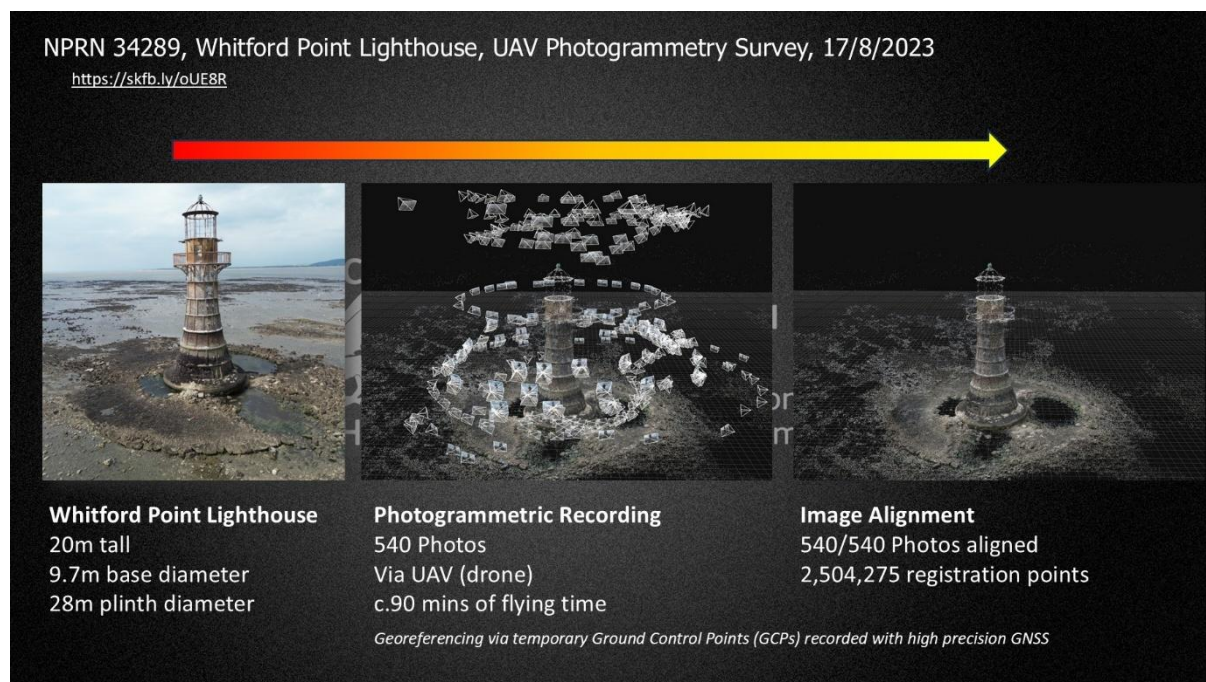 NPRN 34289, Whitford Point Lighthouse, UAV Photogrammetry Survey, 17/8/2023
https://skfb.ly/oUE8R
Whitford Point Lighthouse
20m tall
9.7m base diameter
28m plinth diameter
Photogrammetric Recording
540 Photos
Via UAV (drone)
c.90 mins of flying time
Georeferencing via temporary Ground Control Points (GCPs) recorded with high precision GNSS
Image Alignment
540/540 Photos aligned
2,504,275 registration points